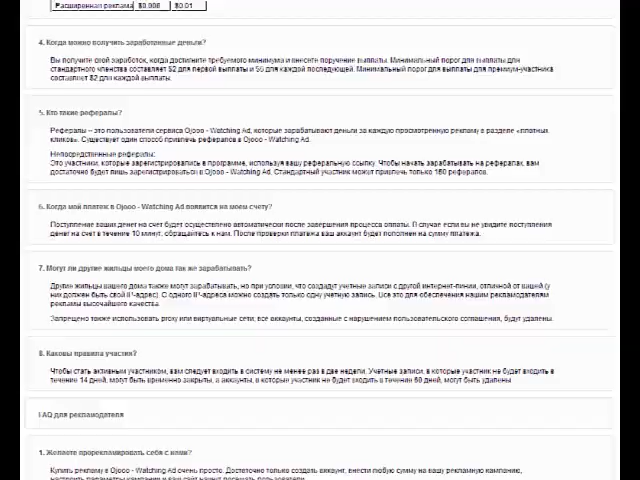 Расширенная реклама $0.006 $0.01
4. Когда можно получить заработанные деньги?
Вы получите свой заработок, когда достигните требуемого минимума и внесете поручение выплаты. Минимальный порог для выплаты для
стандартного членства составляет $2 для первой выплаты и $5 для каждой последующей. Минимальный порог для выплаты для премиум-участника
составляет $2 для каждой выплаты.
5. Кто такие рефералы?
Рефералы – это пользователи сервиса Ojooo - Watching Ad, которые зарабатывают деньги за каждую просмотренную рекламу в разделе «платных
кликов». Существует один способ привлечь рефералов в Ojooo - Watching Ad.
Непосредственные рефералы:
Это участники, которые зарегистрировались в программе, используя вашу реферальную ссылку. Чтобы начать зарабатывать на рефералах, вам
достаточно будет лишь зарегистрироваться в Ojooo - Watching Ad. Стандартный участник может привлечь только 180 рефералов.
6. Когда мой платеж в Ojooo - Watching Ad появится на моем счету?
Поступление ваших денег на счет будет осуществлено автоматически после завершения процесса оплаты. В случае если вы не увидите поступления
денег на счет в течение 10 минут, обращайтесь к нам. После проверки платежа ваш аккаунт будет пополнен на сумму платежа.
7. Могут ли другие жильцы моего дома так же зарабатывать?
Другие жильцы вашего дома также могут зарабатывать, но при условии, что создадут учетные записи с другой интернет-линии, отличной от вашей (у
них должен быть свой IP-адрес). С одного IP-адреса можно создать только одну учетную запись. Все это для обеспечения нашим рекламодателям
рекламы высочайшего качества.
Запрещено также использовать proxy или виртуальные сети, все аккаунты, созданные с нарушением пользовательского соглашения, будут удалены.
8. Каковы правила участия?
Чтобы стать активным участником, вам следует входить в систему не менее раз в две недели. Учетные записи, в которые участник не будет входить в
течение 14 дней, могут быть временно закрыты, а аккаунты, в которые участник не будет входить в течение 60 дней, могут быть удалены.
FAQ для рекламодателя
1. Желаете прорекламировать себя с нами?
Купить рекламу в Ojooo - Watching Ad очень просто. Достаточно только создать аккаунт, внести любую сумму на вашу рекламную кампанию,
настроить параметры кампании и ваш сайт начнут посещать пользователи.